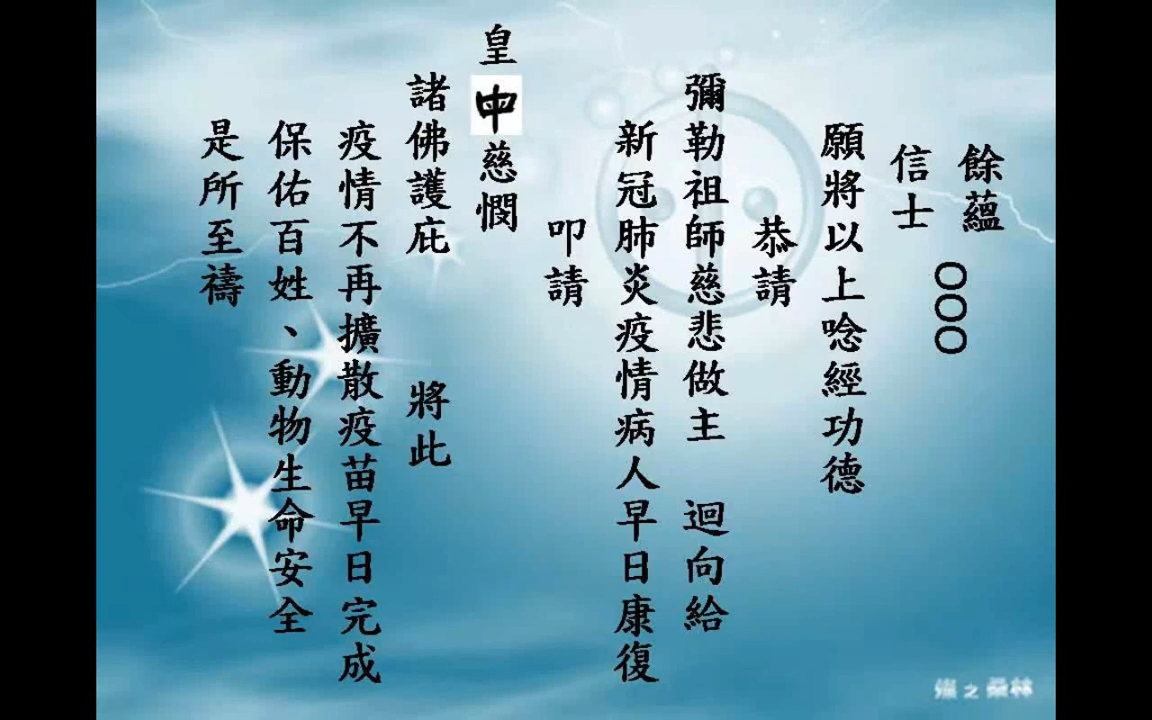 餘蘊
信士
○○○
願將以上唸經功德
恭請
彌勒祖師慈悲做主 迴向給
新冠肺炎疫情病人早日康復
叩請
皇 慈憫
諸佛護庇 將此
疫情不再擴散疫苗早日完成
保佑百姓、動物生命安全
是所至禱
之桑林